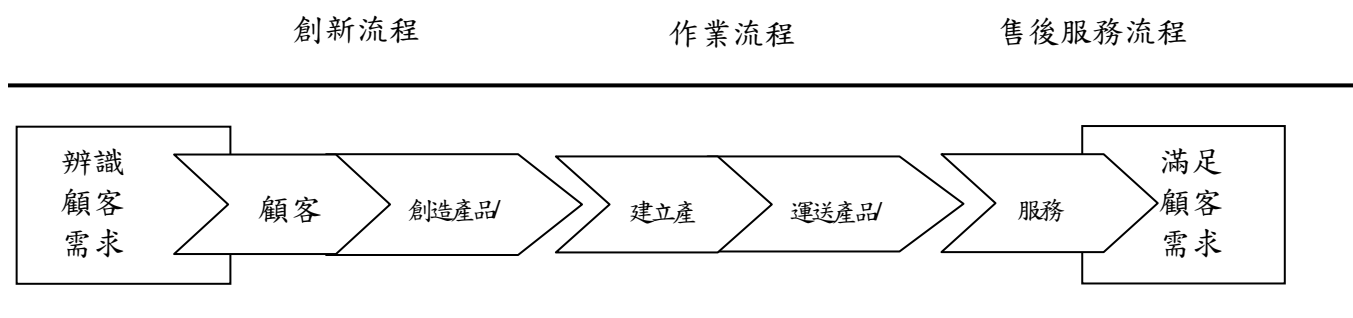 創新流程 作業流程 售後服務流程
辨識
顧客
需求
顧客
創造產品/
建立產
運送產品/
服務
滿足
顧客
需求